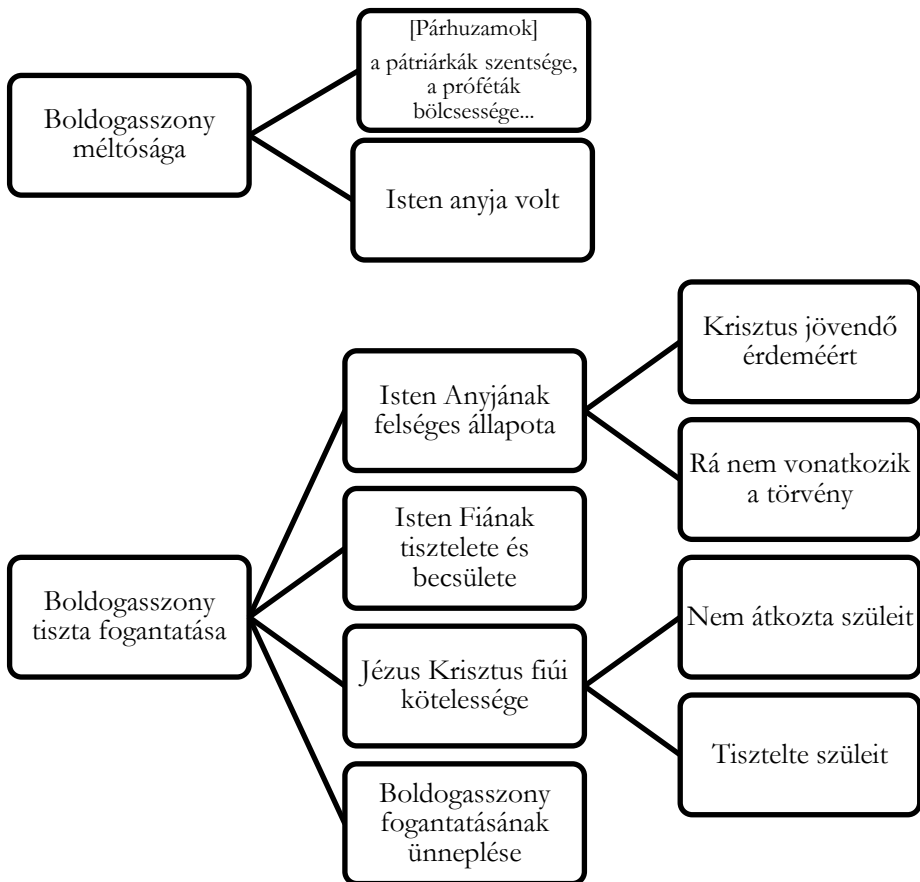 [Párhuzamok]
a pátriárkák szentsége,
a próféták
bölcsessége...
Boldogasszony
méltósága
Isten anyja volt
Krisztus jövendő
érdeméért
Isten Anyjának
felséges állapota
Rá nem vonatkozik
a törvény
Isten Fiának
tisztelete és
becsülete
Boldogasszony
tiszta fogantatása
Nem átkozta szüleit
Jézus Krisztus fiúi
kötelessége
Tisztelte szüleit
Boldogasszony
fogantatásának
ünneplése